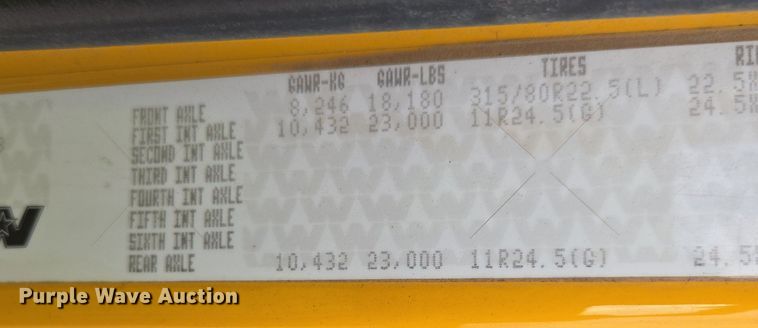 GAWR-KG GAWR-LBS TIRES
FRONT AXLE 8,246 18,180 315/80R22.5(L) 22.5
FIRST INT AXLE 10,432 23,000 11R24.5(G) 24.5
SECOND INT AXLE
THIRD INT AXLE
FOURTH INT AXLE
FIFTH INT AXLE
SIXTH INT AXLE
REAR AXLE 10,432 23,000 11R24.5(G) 24.5
Purple Wave Auction